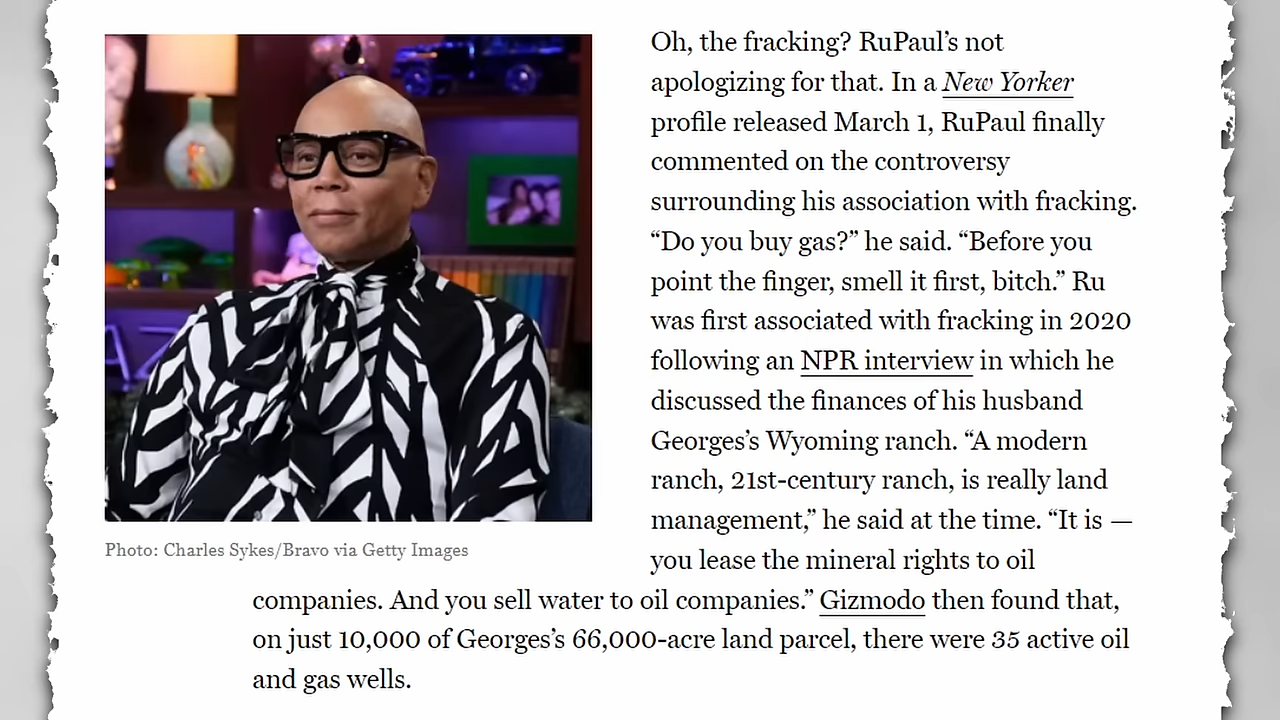 Oh, the fracking? RuPaul’s not
apologizing for that. In a New Yorker
profile released March 1, RuPaul finally
commented on the controversy
surrounding his association with fracking.
“Do you buy gas?” he said. “Before you
point the finger, smell it first, bitch.” Ru
was first associated with fracking in 2020
following an NPR interview in which he
discussed the finances of his husband
Georges’s Wyoming ranch. “A modern
ranch, 21st-century ranch, is really land
management,” he said at the time. “It is —
you lease the mineral rights to oil
companies. And you sell water to oil companies.” Gizmodo then found that,
on just 10,000 of Georges’s 66,000-acre land parcel, there were 35 active oil
and gas wells.
Photo: Charles Sykes/Bravo via Getty Images